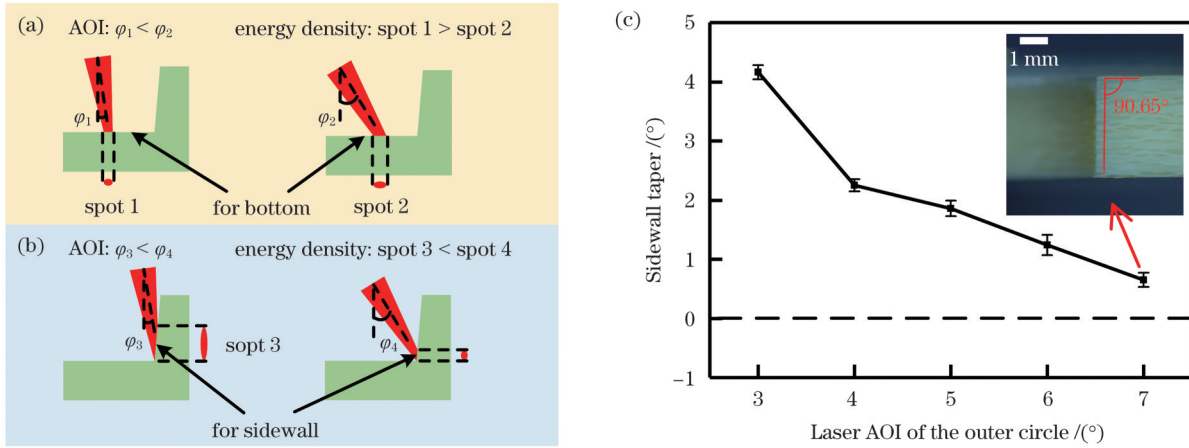 (a) AOI: φ₁ < φ₂ energy density: spot 1 > spot 2
φ₁
φ₂
spot 1
for bottom
spot 2
(b) AOI: φ₃ < φ₄ energy density: spot 3 < spot 4
φ₃
sopt 3
φ₄
for sidewall
(c)
Sidewall taper /(°)
5
4
3
2
1
0
−1
3 4 5 6 7
Laser AOI of the outer circle /(°)
1 mm
90.65°